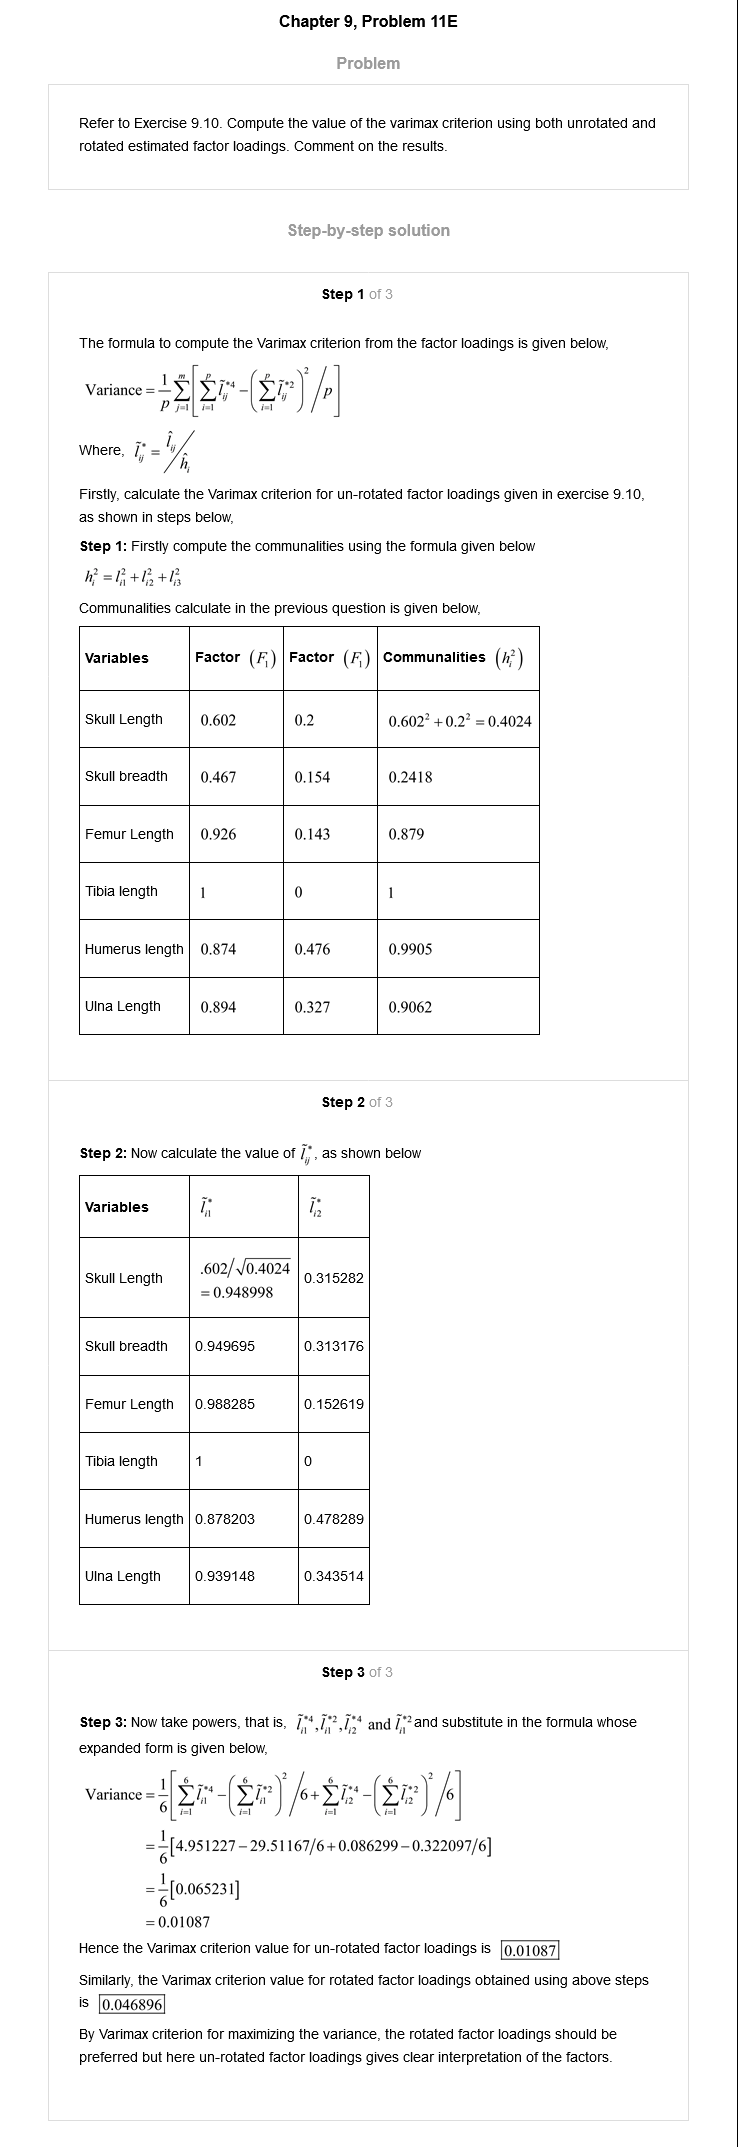 Chapter 9, Problem 11E
Problem
Refer to Exercise 9.10. Compute the value of the varimax criterion using both unrotated and
rotated estimated factor loadings. Comment on the results.
Step-by-step solution
Step 1 of 3
The formula to compute the Varimax criterion from the factor loadings is given below,
Variance = \frac{1}{p} \sum_{j=1}^{m} \left[ \sum_{i=1}^{p} \tilde{l}_{ij}^{*4} - \left( \sum_{i=1}^{p} \tilde{l}_{ij}^{*2} \right)^2 / p \right]
Where, \tilde{l}_{ij}^{*} = \hat{l}_{ij} / \hat{h}_i
Firstly, calculate the Varimax criterion for un-rotated factor loadings given in exercise 9.10,
as shown in steps below,
Step 1: Firstly compute the communalities using the formula given below
h_i^2 = l_{i1}^2 + l_{i2}^2 + l_{i3}^2
Communalities calculate in the previous question is given below,
Variables Factor (F_1) Factor (F_1) Communalities (h_i^2)
Skull Length 0.602 0.2 0.602² + 0.2² = 0.4024
Skull breadth 0.467 0.154 0.2418
Femur Length 0.926 0.143 0.879
Tibia length 1 0 1
Humerus length 0.874 0.476 0.9905
Ulna Length 0.894 0.327 0.9062
Step 2 of 3
Step 2: Now calculate the value of \tilde{l}_{ij}^{*}, as shown below
Variables \tilde{l}_{i1}^{*} \tilde{l}_{i2}^{*}
Skull Length .602/√0.4024 = 0.948998 0.315282
Skull breadth 0.949695 0.313176
Femur Length 0.988285 0.152619
Tibia length 1 0
Humerus length 0.878203 0.478289
Ulna Length 0.939148 0.343514
Step 3 of 3
Step 3: Now take powers, that is, \tilde{l}_{i1}^{*4}, \tilde{l}_{i1}^{*2}, \tilde{l}_{i2}^{*4} and \tilde{l}_{i1}^{*2} and substitute in the formula whose
expanded form is given below,
Variance = \frac{1}{6} \left[ \sum_{i=1}^{6} \tilde{l}_{i1}^{*4} - \left( \sum_{i=1}^{6} \tilde{l}_{i1}^{*2} \right)^2 / 6 + \sum_{i=1}^{6} \tilde{l}_{i2}^{*4} - \left( \sum_{i=1}^{6} \tilde{l}_{i2}^{*2} \right)^2 / 6 \right]
= \frac{1}{6} [4.951227 − 29.51167/6 + 0.086299 − 0.322097/6]
= \frac{1}{6} [0.065231]
= 0.01087
Hence the Varimax criterion value for un-rotated factor loadings is 0.01087
Similarly, the Varimax criterion value for rotated factor loadings obtained using above steps
is 0.046896
By Varimax criterion for maximizing the variance, the rotated factor loadings should be
preferred but here un-rotated factor loadings gives clear interpretation of the factors.